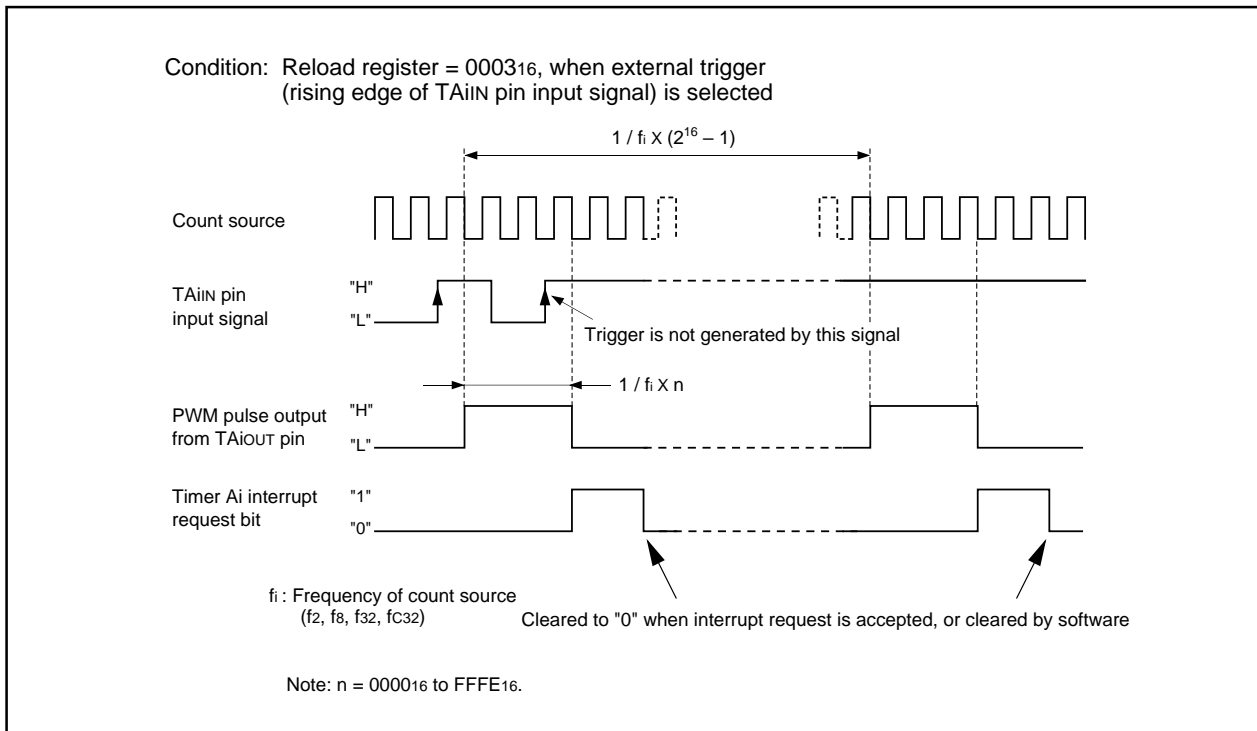 Condition: Reload register = 000316, when external trigger
(rising edge of TAiIN pin input signal) is selected
1 / fi X (2^16 – 1)
Count source
TAiIN pin
input signal
"H"
"L"
Trigger is not generated by this signal
1 / fi X n
PWM pulse output
from TAiOUT pin
"H"
"L"
Timer Ai interrupt
request bit
"1"
"0"
fi : Frequency of count source
(f2, f8, f32, fC32)
Cleared to "0" when interrupt request is accepted, or cleared by software
Note: n = 000016 to FFFE16.